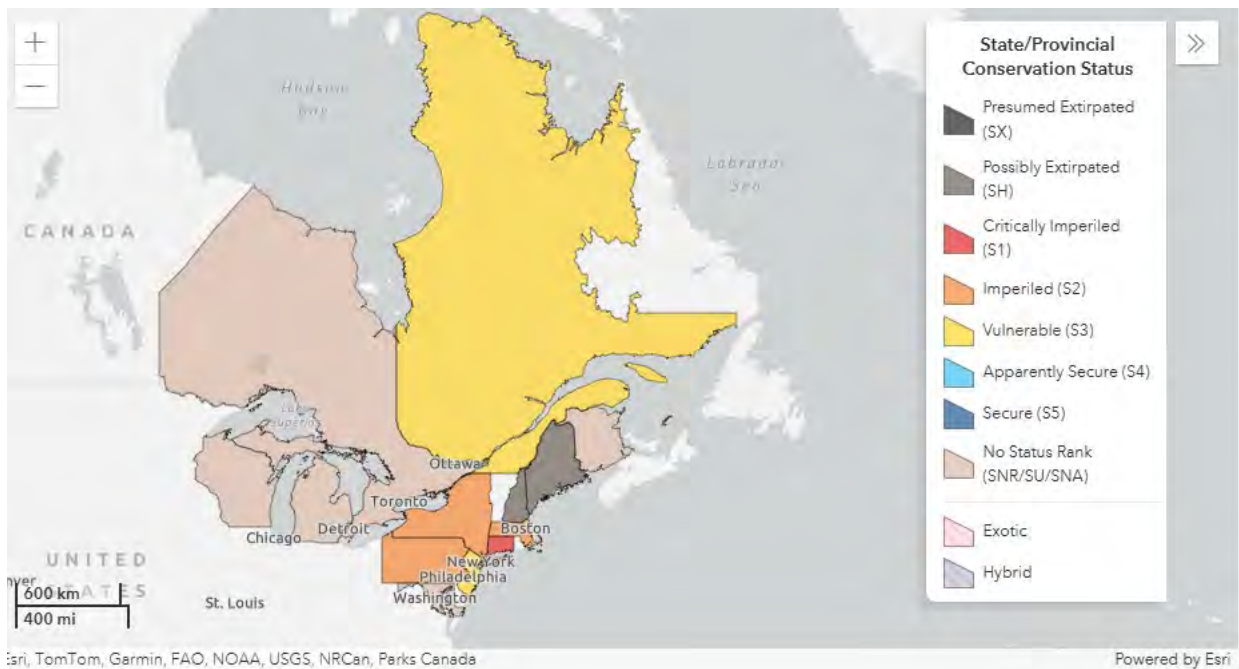 +
−
Hudson
Bay
Labrador
Sea
CANADA
Lake
Superior
Ottawa
Toronto
Detroit
Chicago
Boston
New York
Philadelphia
Washington
UNITED
STATES
St. Louis
600 km
400 mi
State/Provincial
Conservation Status
Presumed Extirpated
(SX)
Possibly Extirpated
(SH)
Critically Imperiled
(S1)
Imperiled (S2)
Vulnerable (S3)
Apparently Secure (S4)
Secure (S5)
No Status Rank
(SNR/SU/SNA)
Exotic
Hybrid
Esri, TomTom, Garmin, FAO, NOAA, USGS, NRCan, Parks Canada
Powered by Esri